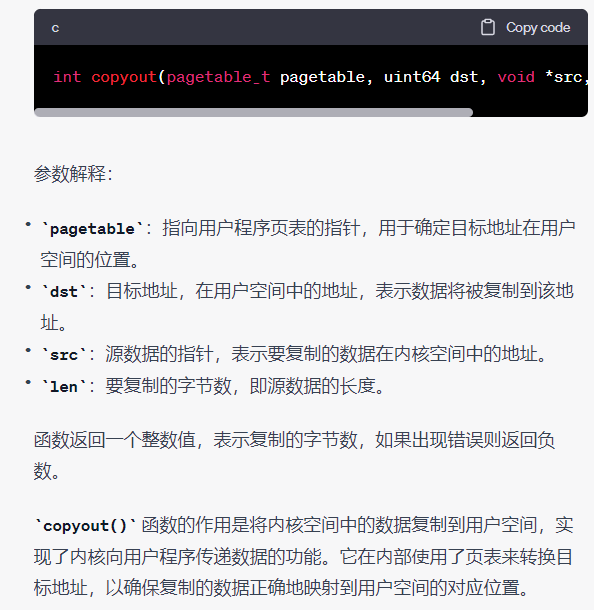 c Copy code
int copyout(pagetable_t pagetable, uint64 dst, void *src,
参数解释：
• `pagetable`：指向用户程序页表的指针，用于确定目标地址在用户
空间的位置。
• `dst`：目标地址，在用户空间中的地址，表示数据将被复制到该地
址。
• `src`：源数据的指针，表示要复制的数据在内核空间中的地址。
• `len`：要复制的字节数，即源数据的长度。
函数返回一个整数值，表示复制的字节数，如果出现错误则返回负
数。
`copyout()` 函数的作用是将内核空间中的数据复制到用户空间，实
现了内核向用户程序传递数据的功能。它在内部使用了页表来转换目
标地址，以确保复制的数据正确地映射到用户空间的对应位置。